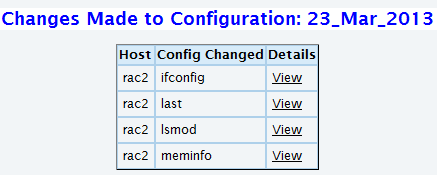 Changes Made to Configuration: 23_Mar_2013
Host Config Changed Details
rac2 ifconfig View
rac2 last View
rac2 lsmod View
rac2 meminfo View